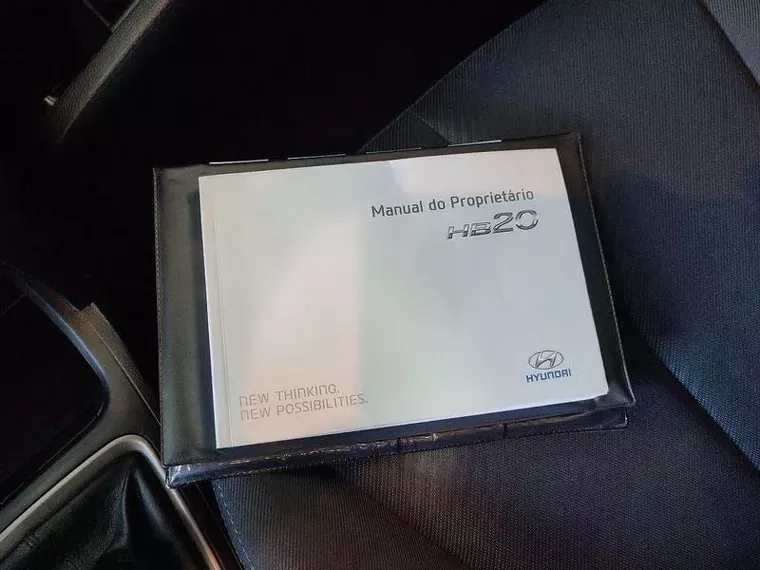 Manual do Proprietário
HB20
HYUNDAI
NEW THINKING.
NEW POSSIBILITIES.